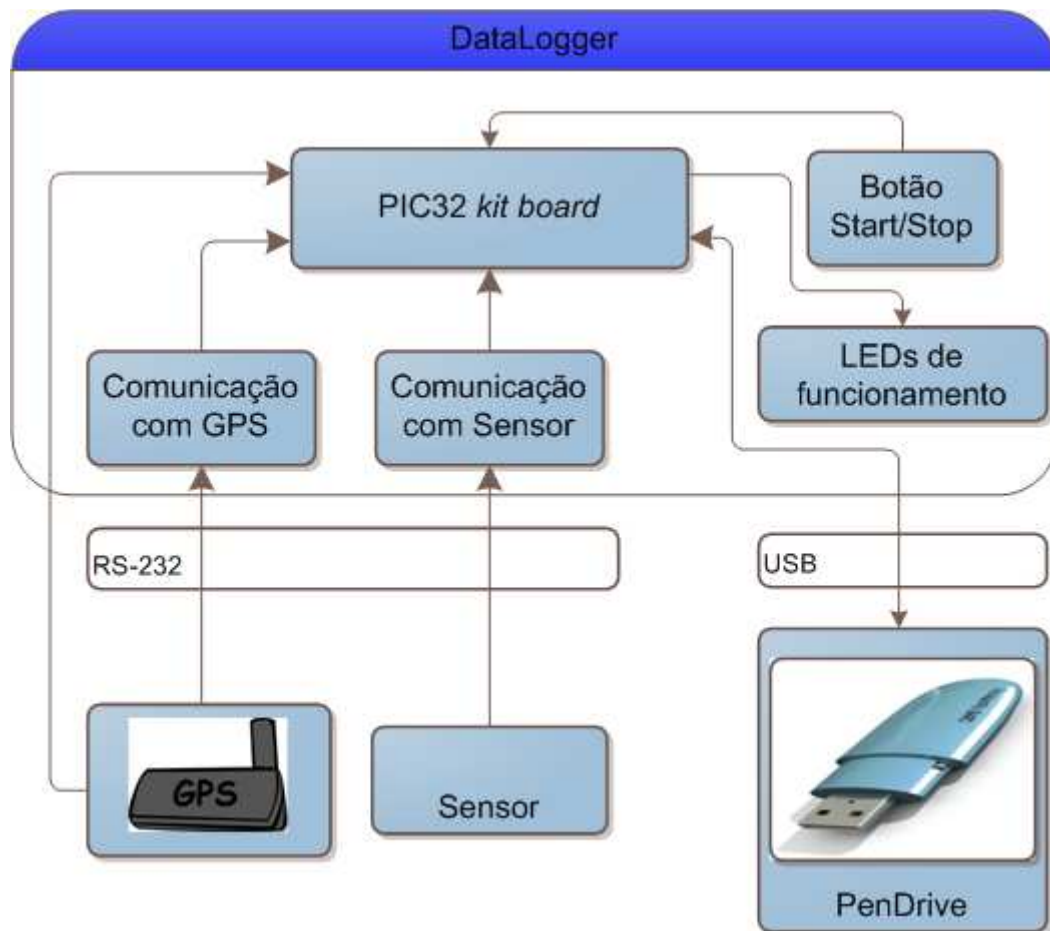 DataLogger
PIC32 kit board
Botão
Start/Stop
LEDs de
funcionamento
Comunicação
com GPS
Comunicação
com Sensor
RS-232
USB
GPS
Sensor
PenDrive